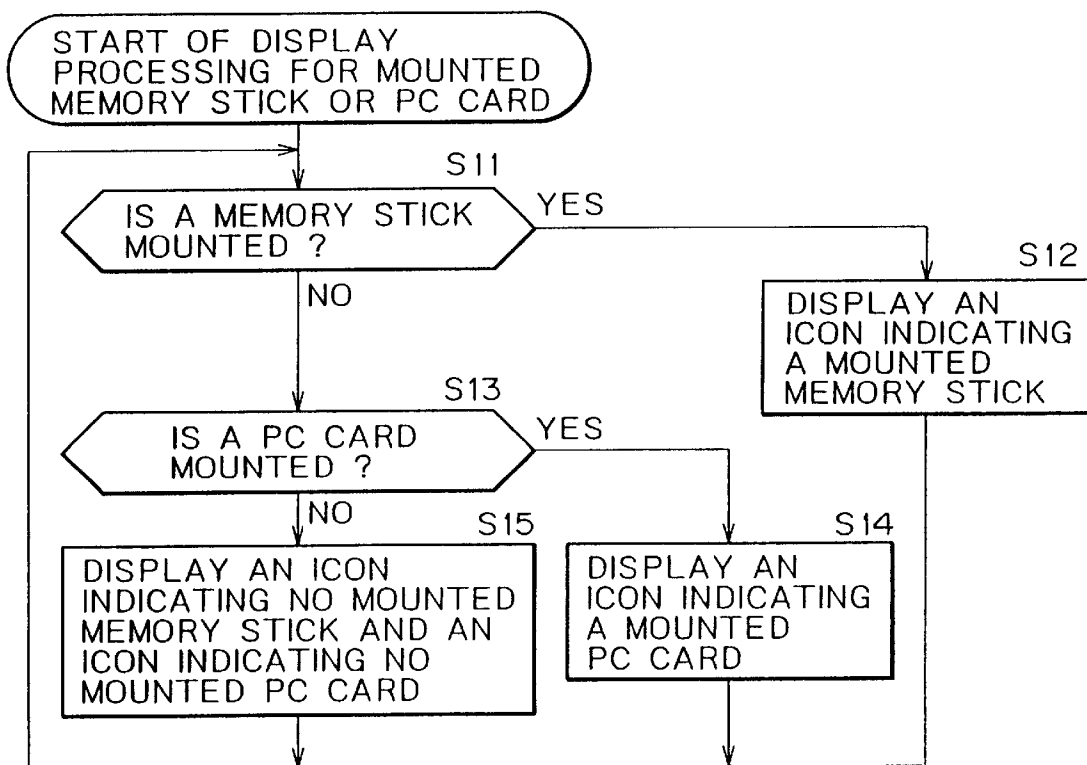 START OF DISPLAY
PROCESSING FOR MOUNTED
MEMORY STICK OR PC CARD
S11
IS A MEMORY STICK
MOUNTED ?
YES
NO
S12
DISPLAY AN
ICON INDICATING
A MOUNTED
MEMORY STICK
S13
IS A PC CARD
MOUNTED ?
YES
NO
S15
DISPLAY AN ICON
INDICATING NO MOUNTED
MEMORY STICK AND AN
ICON INDICATING NO
MOUNTED PC CARD
S14
DISPLAY AN
ICON INDICATING
A MOUNTED
PC CARD